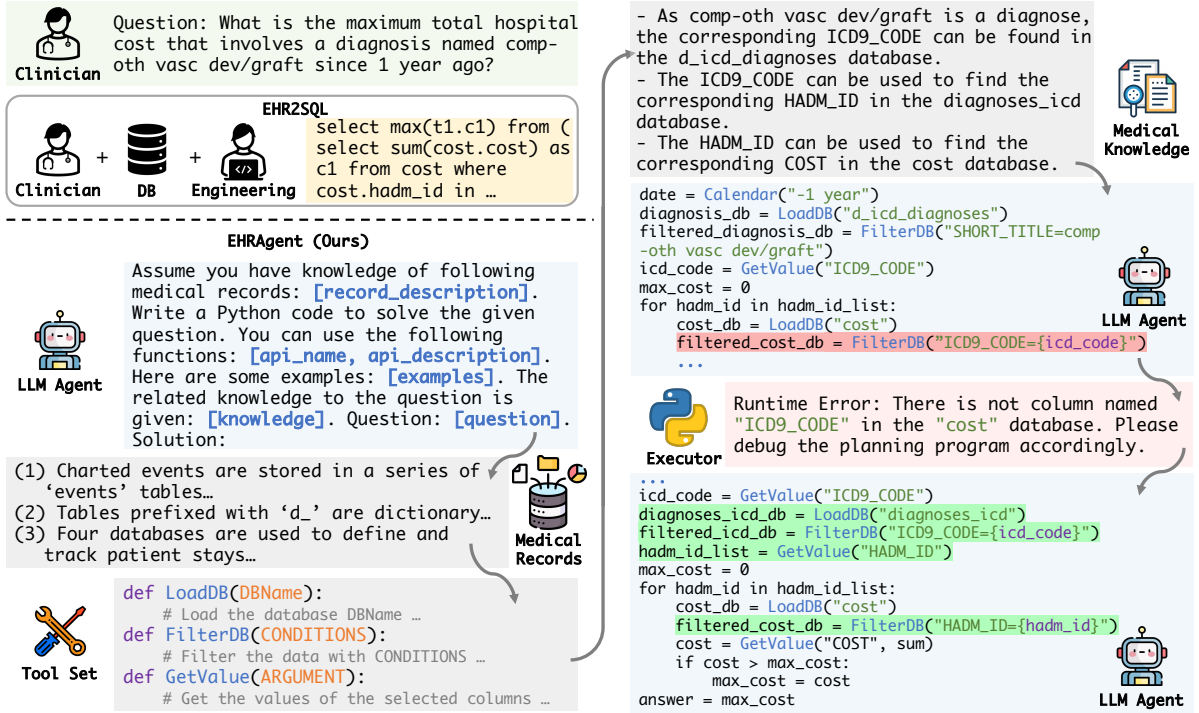 Question: What is the maximum total hospital
cost that involves a diagnosis named comp-
oth vasc dev/graft since 1 year ago?
Clinician
EHR2SQL
Clinician
+
DB
+
Engineering
select max(t1.c1) from (
select sum(cost.cost) as
c1 from cost where
cost.hadm_id in …
EHRAgent (Ours)
Assume you have knowledge of following
medical records: [record_description].
Write a Python code to solve the given
question. You can use the following
functions: [api_name, api_description].
Here are some examples: [examples]. The
related knowledge to the question is
given: [knowledge]. Question: [question].
Solution:
LLM Agent
(1) Charted events are stored in a series of
‘events’ tables…
(2) Tables prefixed with ‘d_’ are dictionary…
(3) Four databases are used to define and
track patient stays…
Medical
Records
def LoadDB(DBName):
# Load the database DBName …
def FilterDB(CONDITIONS):
# Filter the data with CONDITIONS …
def GetValue(ARGUMENT):
# Get the values of the selected columns …
Tool Set
- As comp-oth vasc dev/graft is a diagnose,
the corresponding ICD9_CODE can be found in
the d_icd_diagnoses database.
- The ICD9_CODE can be used to find the
corresponding HADM_ID in the diagnoses_icd
database.
- The HADM_ID can be used to find the
corresponding COST in the cost database.
Medical
Knowledge
date = Calendar("-1 year")
diagnosis_db = LoadDB("d_icd_diagnoses")
filtered_diagnosis_db = FilterDB("SHORT_TITLE=comp
-oth vasc dev/graft")
icd_code = GetValue("ICD9_CODE")
max_cost = 0
for hadm_id in hadm_id_list:
cost_db = LoadDB("cost")
filtered_cost_db = FilterDB(”ICD9_CODE={icd_code}")
...
LLM Agent
Executor
Runtime Error: There is not column named
"ICD9_CODE" in the "cost" database. Please
debug the planning program accordingly.
...
icd_code = GetValue("ICD9_CODE")
diagnoses_icd_db = LoadDB("diagnoses_icd")
filtered_icd_db = FilterDB("ICD9_CODE={icd_code}")
hadm_id_list = GetValue("HADM_ID")
max_cost = 0
for hadm_id in hadm_id_list:
cost_db = LoadDB("cost")
filtered_cost_db = FilterDB("HADM_ID={hadm_id}")
cost = GetValue("COST", sum)
if cost > max_cost:
max_cost = cost
answer = max_cost
LLM Agent